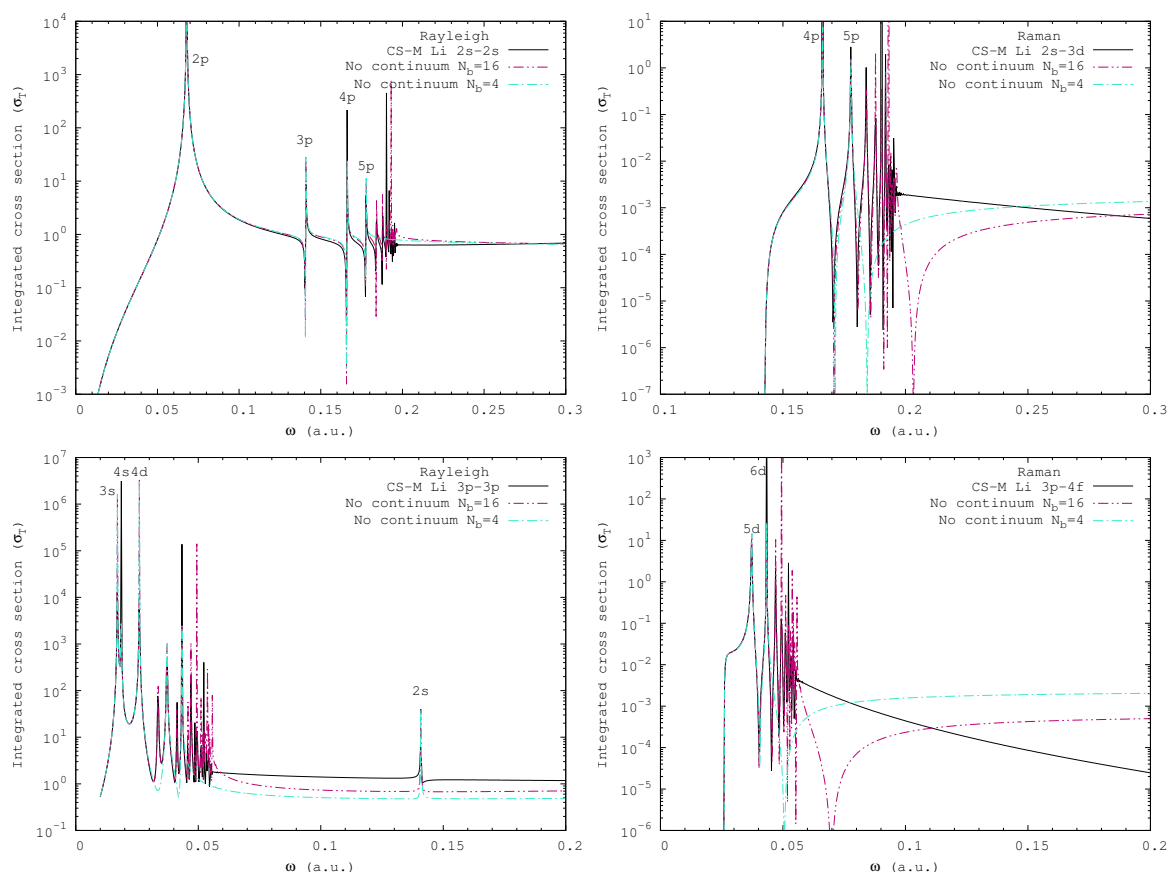 Rayleigh
CS-M Li 2s-2s
No continuum N_b=16
No continuum N_b=4
2p
3p
4p
5p
Integrated cross section (σ_T)
10^4
10^3
10^2
10^1
10^0
10^-1
10^-2
10^-3
0
0.05
0.1
0.15
0.2
0.25
0.3
ω (a.u.)
Raman
CS-M Li 2s-3d
No continuum N_b=16
No continuum N_b=4
4p
5p
Integrated cross section (σ_T)
10^1
10^0
10^-1
10^-2
10^-3
10^-4
10^-5
10^-6
10^-7
0.1
0.15
0.2
0.25
0.3
ω (a.u.)
Rayleigh
CS-M Li 3p-3p
No continuum N_b=16
No continuum N_b=4
3s
4s4d
2s
Integrated cross section (σ_T)
10^7
10^6
10^5
10^4
10^3
10^2
10^1
10^0
10^-1
0
0.05
0.1
0.15
0.2
ω (a.u.)
Raman
CS-M Li 3p-4f
No continuum N_b=16
No continuum N_b=4
5d
6d
Integrated cross section (σ_T)
10^3
10^2
10^1
10^0
10^-1
10^-2
10^-3
10^-4
10^-5
10^-6
0
0.05
0.1
0.15
0.2
ω (a.u.)